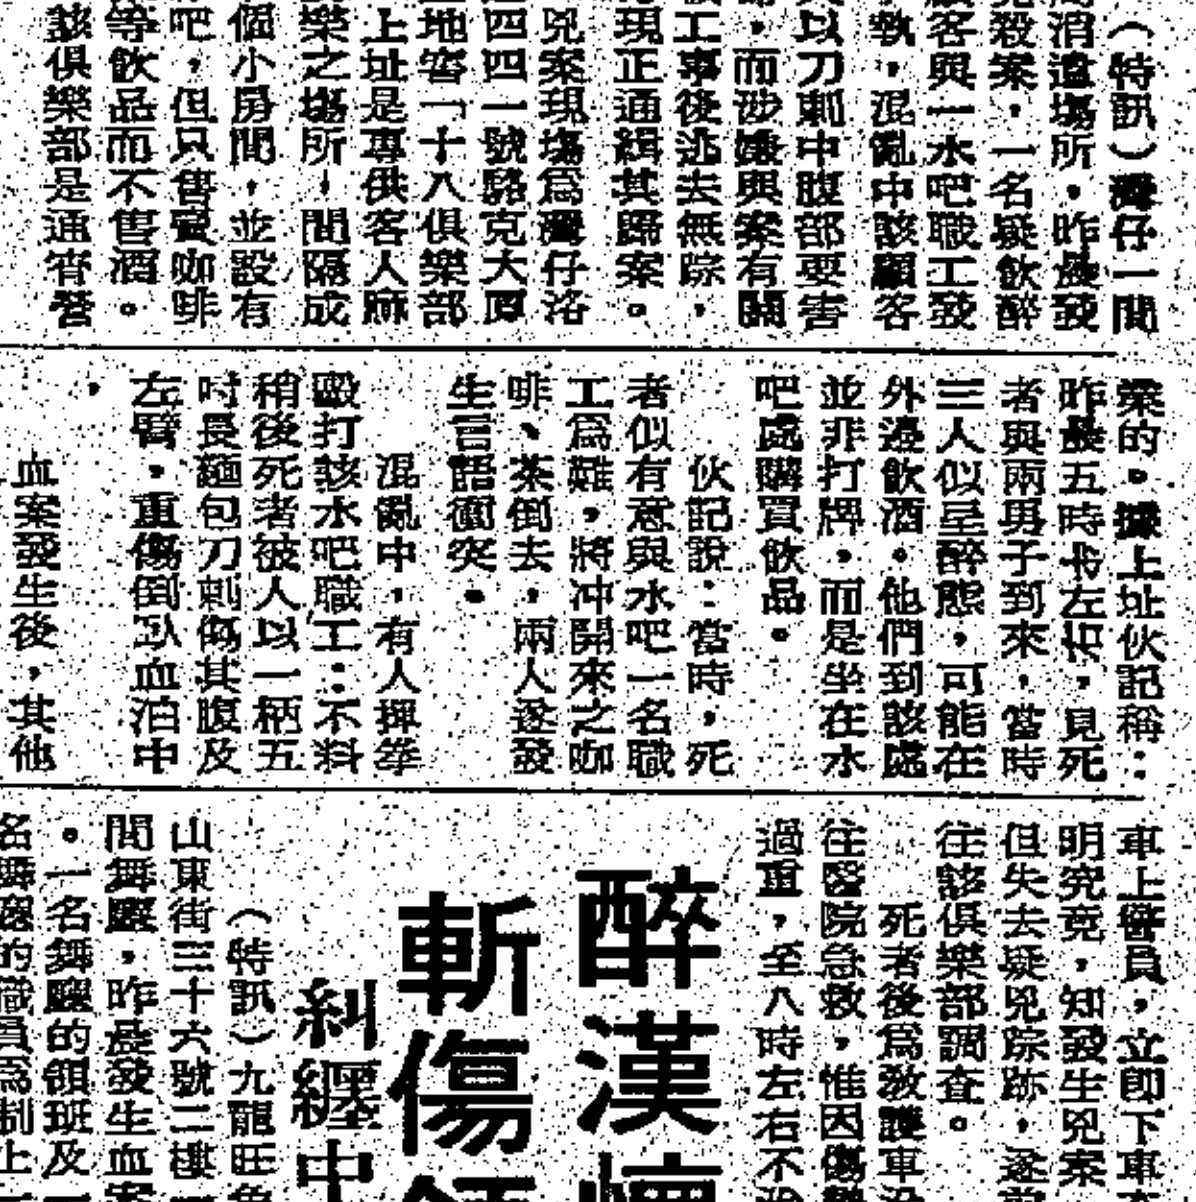 （特訊）灣仔一間
消遣場所，昨晨發
兇殺案，一名疑飲醉
顧客與一水吧職工發
執，混亂中該顧客
以刀刺中腹部要害
，而涉嫌與案有關
工事後逃去無踪，
現正通緝其歸案。
兇案現場為灣仔洛
四四一號駱克大厦
地窖「十八俱樂部
上址是專供客人麻
樂之場所，間隔成
個小房間，並設有
吧，但只售賣咖啡
等飲品而不售酒。
該俱樂部是通宵營
業的。據上址伙記稱：
昨晨五時卅左右，見死
者與兩男子到來，當時
三人似呈醉態，可能在
外邊飲酒。他們到該處
並非打牌，而是坐在水
吧處購買飲品。
伙記說：當時，死
者似有意與水吧一名職
工為難，將冲開來之咖
啡、茶倒去，兩人遂發
生言語衝突。
混亂中，有人揮拳
毆打該水吧職工；不料
稍後死者被人以一柄五
吋長麵包刀刺傷其腹及
左臂，重傷倒臥血泊中
，
血案發生後，其他
車上警員，立即下車
明究竟，知發生兇案
但失去疑兇踪跡，遂
往該俱樂部調查。
死者後為救護車
往醫院急救，惟因傷勢
過重，至八時左右不
醉漢
斬傷
糾纏中
（特訊）九龍旺角
山東街三十六號二樓一
間舞廳，昨晨發生血案
。一名舞廳的領班及一
名舞廳的職員為制止